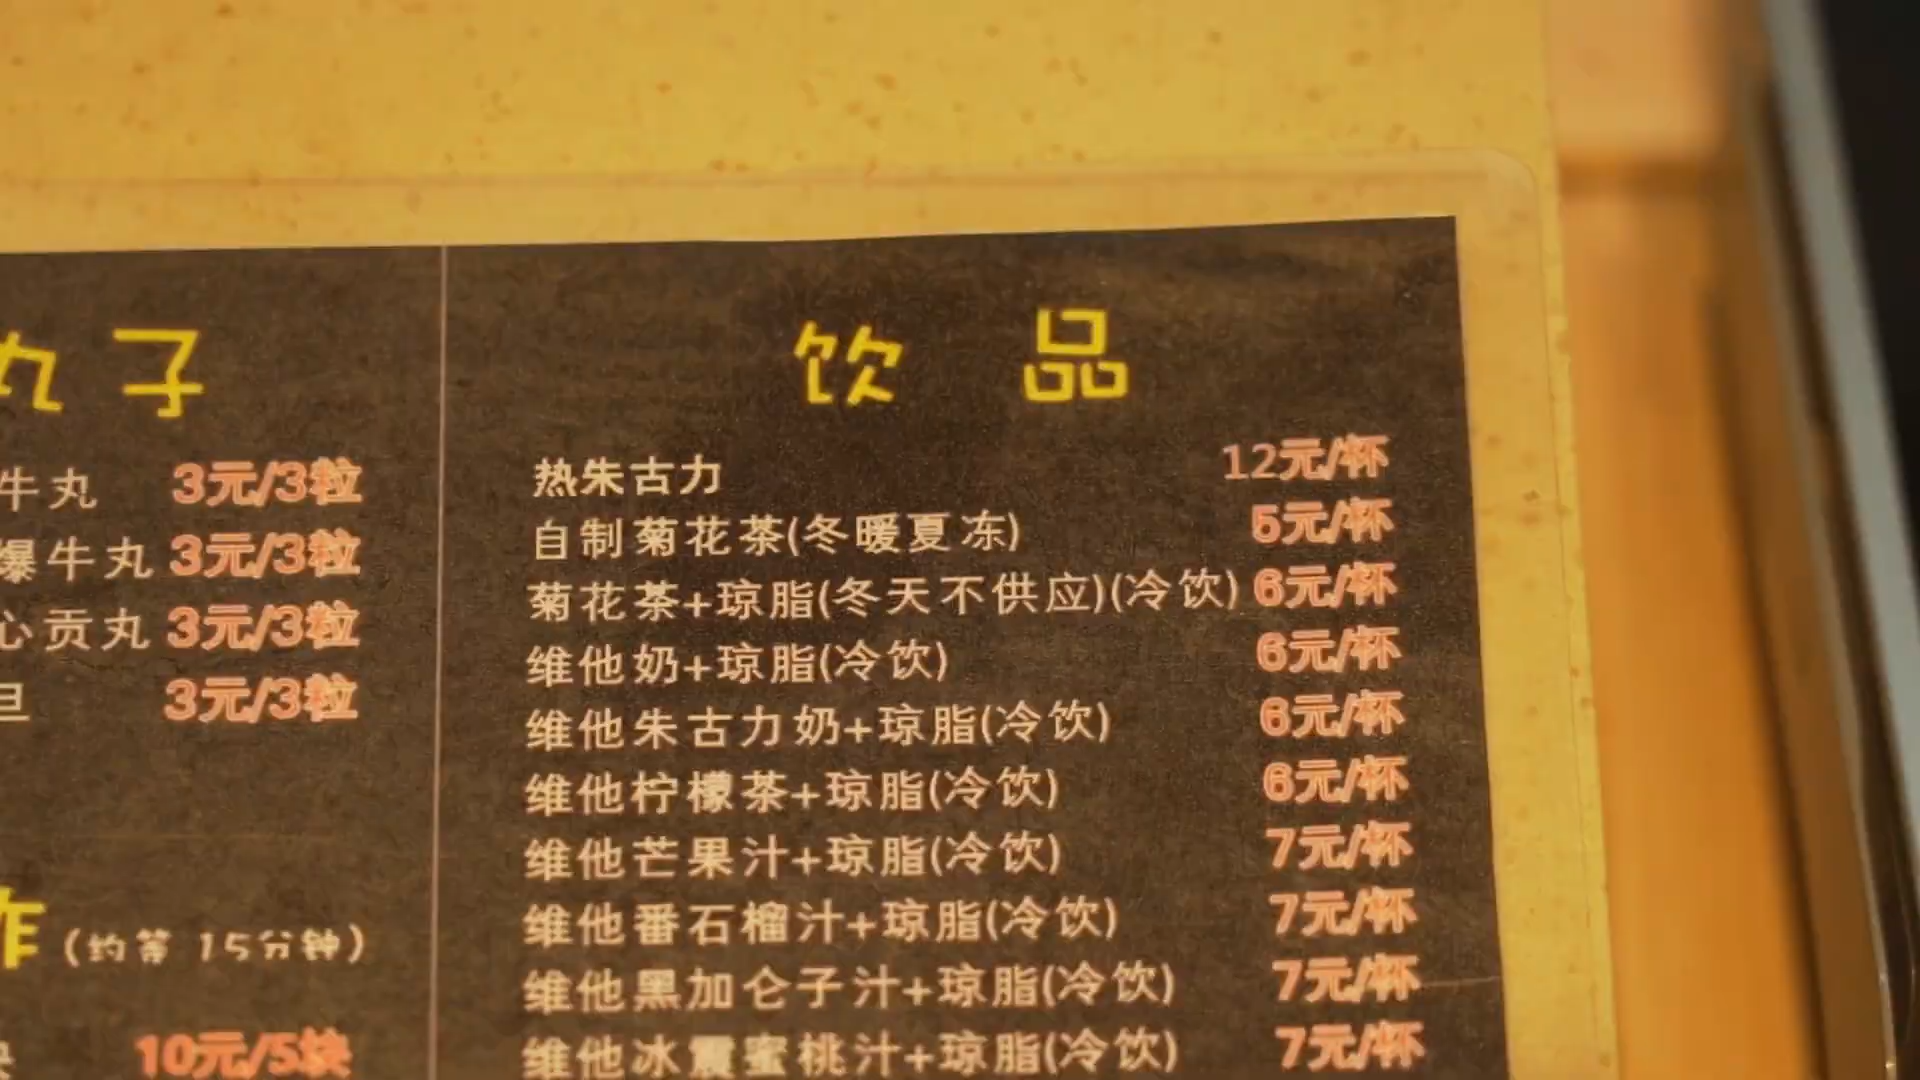 丸子
牛丸 3元/3粒
爆牛丸 3元/3粒
心贡丸 3元/3粒
3元/3粒
炸(约等15分钟)
10元/5块
饮品
热朱古力 12元/杯
自制菊花茶(冬暖夏冻) 5元/杯
菊花茶+琼脂(冬天不供应)(冷饮) 6元/杯
维他奶+琼脂(冷饮) 6元/杯
维他朱古力奶+琼脂(冷饮) 6元/杯
维他柠檬茶+琼脂(冷饮) 6元/杯
维他芒果汁+琼脂(冷饮) 7元/杯
维他番石榴汁+琼脂(冷饮) 7元/杯
维他黑加仑子汁+琼脂(冷饮) 7元/杯
维他冰震蜜桃汁+琼脂(冷饮) 7元/杯